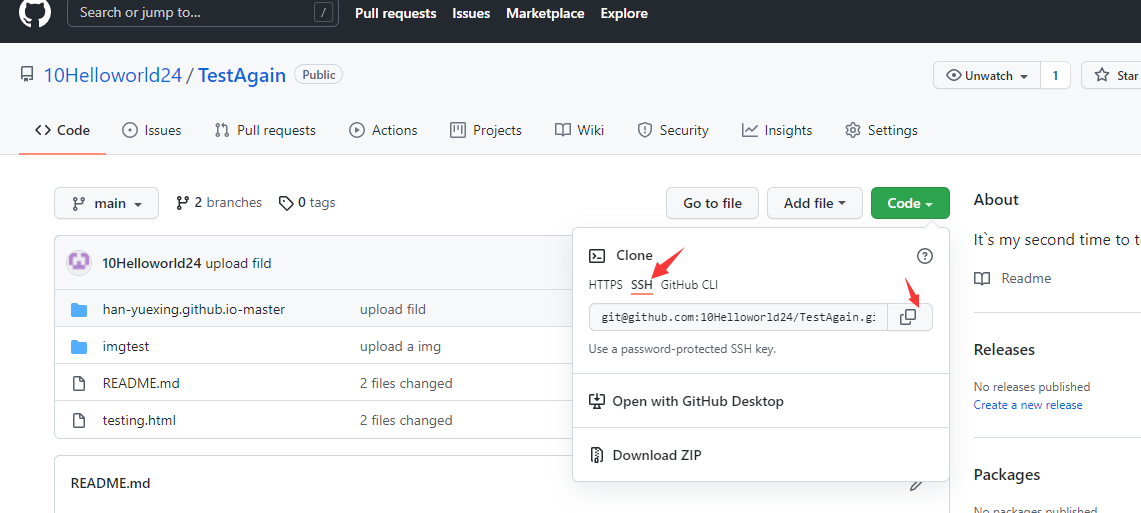 Search or jump to... /
Pull requests Issues Marketplace Explore
10Helloworld24 / TestAgain Public
Unwatch 1 Star
Code Issues Pull requests Actions Projects Wiki Security Insights Settings
main 2 branches 0 tags
Go to file Add file Code
10Helloworld24 upload fild
han-yuexing.github.io-master upload fild
imgtest upload a img
README.md 2 files changed
testing.html 2 files changed
README.md
Clone
HTTPS SSH GitHub CLI
git@github.com:10Helloworld24/TestAgain.gi
Use a password-protected SSH key.
Open with GitHub Desktop
Download ZIP
About
It`s my second time to t
Readme
Releases
No releases published
Create a new release
Packages
No packages published